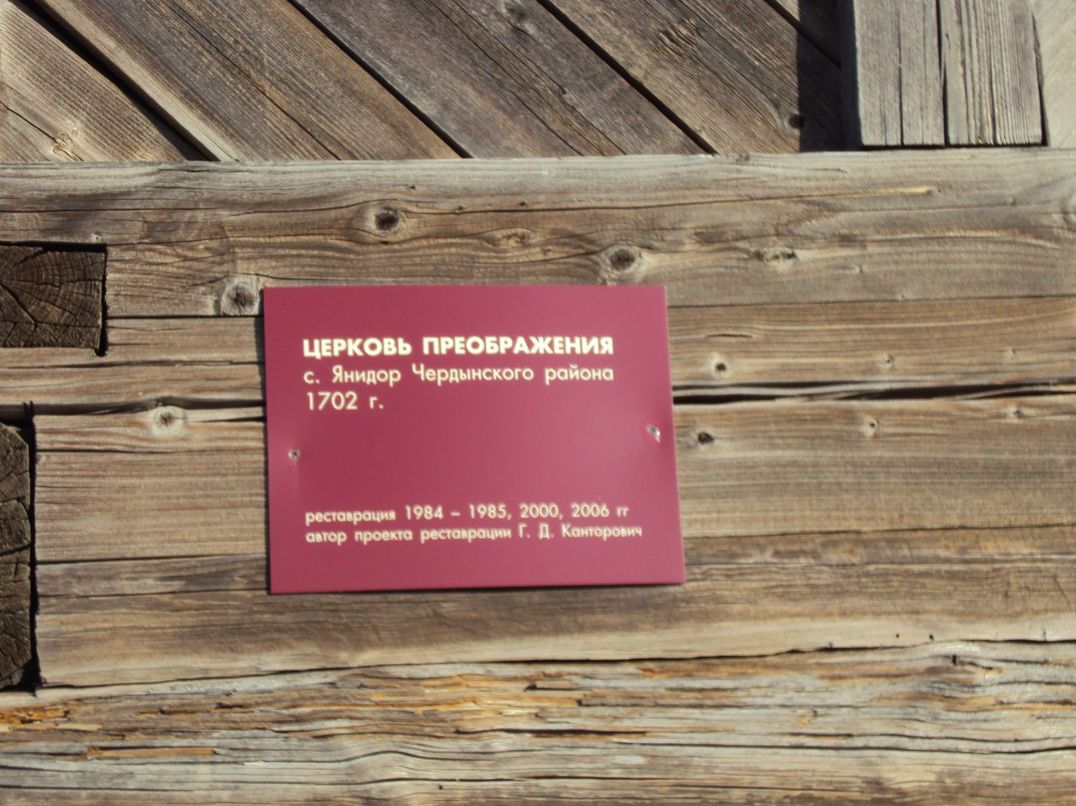 ЦЕРКОВЬ ПРЕОБРАЖЕНИЯ
с. Янидор Чердынского района
1702 г.
реставрация 1984 – 1985, 2000, 2006 гг
автор проекта реставрации Г. Д. Канторович